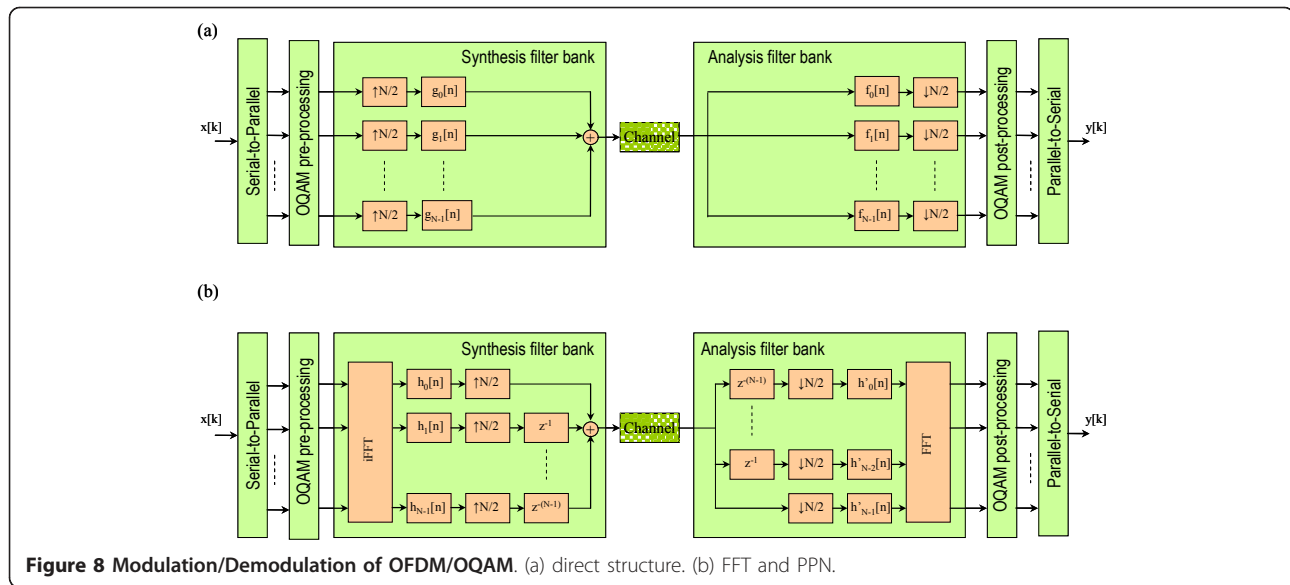 (a)
Serial-to-Parallel
OQAM pre-processing
Synthesis filter bank
Analysis filter bank
x[k]
↑N/2 g₀[n]
↑N/2 g₁[n]
↑N/2 g_{N-1}[n]
+
Channel
f₀[n] ↓N/2
f₁[n] ↓N/2
f_{N-1}[n] ↓N/2
OQAM post-processing
Parallel-to-Serial
y[k]
(b)
Serial-to-Parallel
OQAM pre-processing
Synthesis filter bank
Analysis filter bank
x[k]
iFFT
h₀[n] ↑N/2
h₁[n] ↑N/2 z⁻¹
h_{N-1}[n] ↑N/2 z^{-(N-1)}
+
Channel
z^{-(N-1)} ↓N/2 h'₀[n]
z⁻¹ ↓N/2 h'_{N-2}[n]
↓N/2 h'_{N-1}[n]
FFT
OQAM post-processing
Parallel-to-Serial
y[k]
Figure 8 Modulation/Demodulation of OFDM/OQAM. (a) direct structure. (b) FFT and PPN.